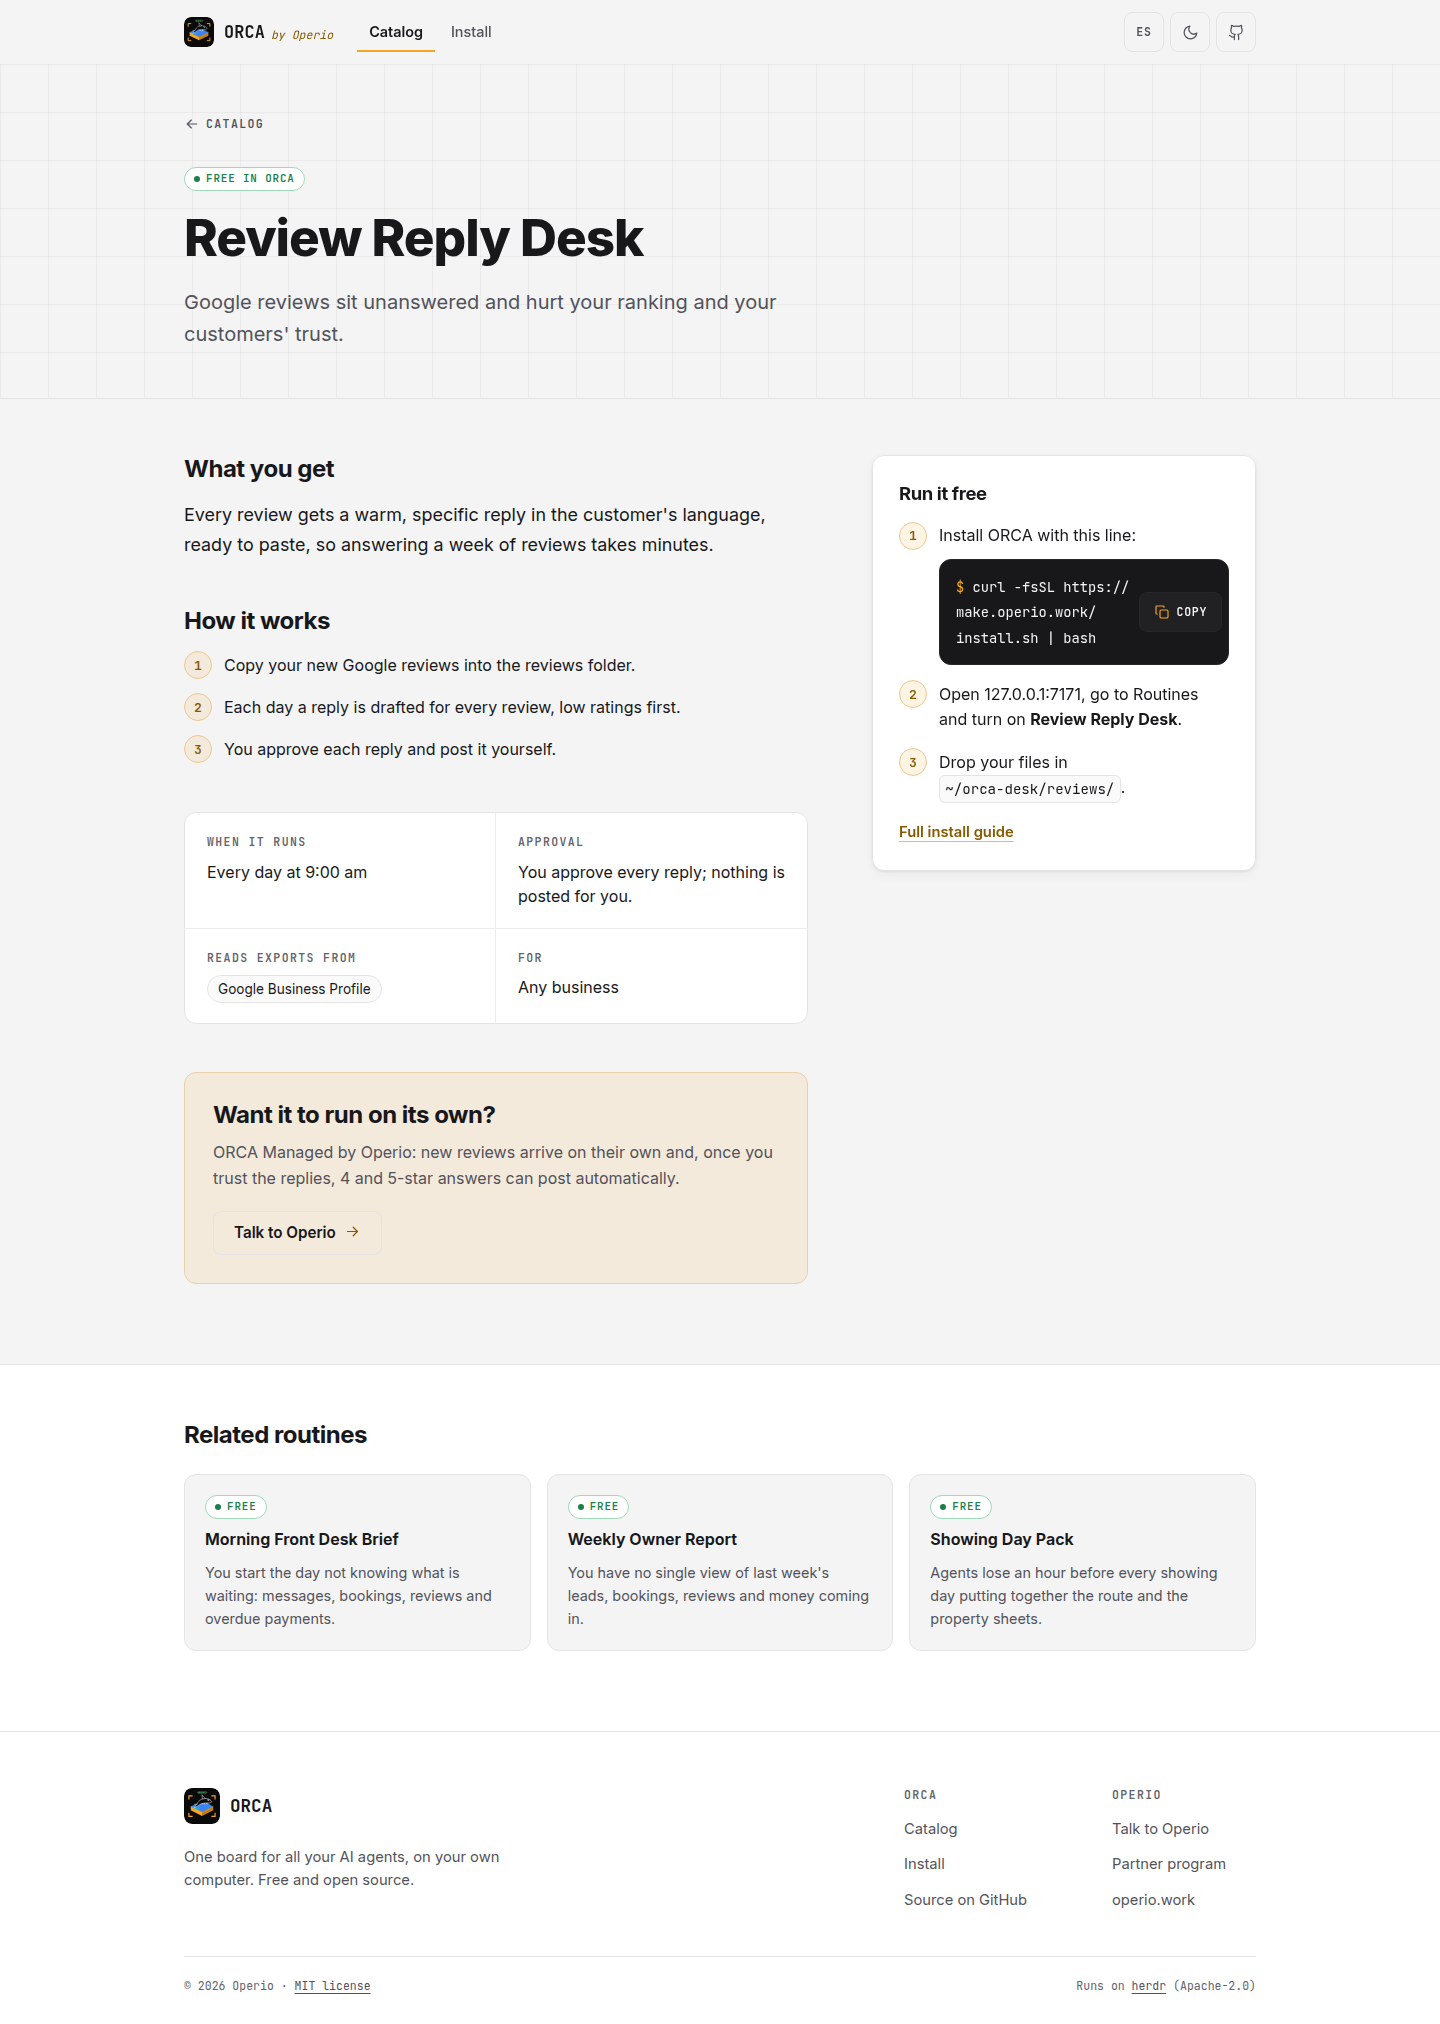 ORCA by Operio
Catalog
Install
ES
CATALOG
FREE IN ORCA
Review Reply Desk
Google reviews sit unanswered and hurt your ranking and your
customers' trust.
What you get
Every review gets a warm, specific reply in the customer's language,
ready to paste, so answering a week of reviews takes minutes.
How it works
1 Copy your new Google reviews into the reviews folder.
2 Each day a reply is drafted for every review, low ratings first.
3 You approve each reply and post it yourself.
WHEN IT RUNS
Every day at 9:00 am
APPROVAL
You approve every reply; nothing is
posted for you.
READS EXPORTS FROM
Google Business Profile
FOR
Any business
Want it to run on its own?
ORCA Managed by Operio: new reviews arrive on their own and, once you
trust the replies, 4 and 5-star answers can post automatically.
Talk to Operio
Run it free
1 Install ORCA with this line:
$ curl -fsSL https://
make.operio.work/
install.sh | bash
COPY
2 Open 127.0.0.1:7171, go to Routines
and turn on Review Reply Desk.
3 Drop your files in
~/orca-desk/reviews/.
Full install guide
Related routines
FREE
Morning Front Desk Brief
You start the day not knowing what is
waiting: messages, bookings, reviews and
overdue payments.
FREE
Weekly Owner Report
You have no single view of last week's
leads, bookings, reviews and money coming
in.
FREE
Showing Day Pack
Agents lose an hour before every showing
day putting together the route and the
property sheets.
ORCA
One board for all your AI agents, on your own
computer. Free and open source.
ORCA
Catalog
Install
Source on GitHub
OPERIO
Talk to Operio
Partner program
operio.work
© 2026 Operio · MIT license
Runs on herdr (Apache-2.0)